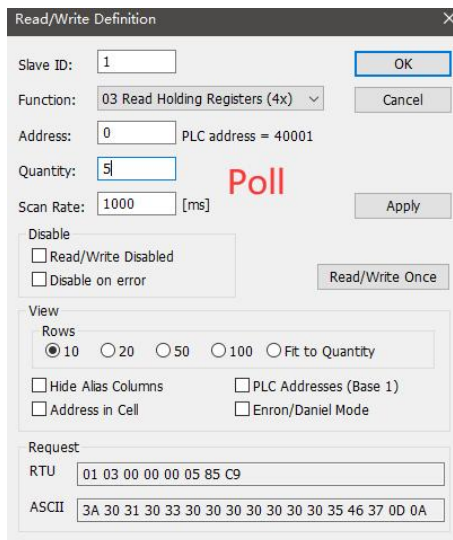 Read/Write Definition
Slave ID: 1 OK
Function: 03 Read Holding Registers (4x) Cancel
Address: 0 PLC address = 40001
Quantity: 5
Poll
Scan Rate: 1000 [ms] Apply
Disable
Read/Write Disabled
Disable on error Read/Write Once
View
Rows
10 20 50 100 Fit to Quantity
Hide Alias Columns PLC Addresses (Base 1)
Address in Cell Enron/Daniel Mode
Request
RTU 01 03 00 00 00 05 85 C9
ASCII 3A 30 31 30 33 30 30 30 30 30 30 30 35 46 37 0D 0A